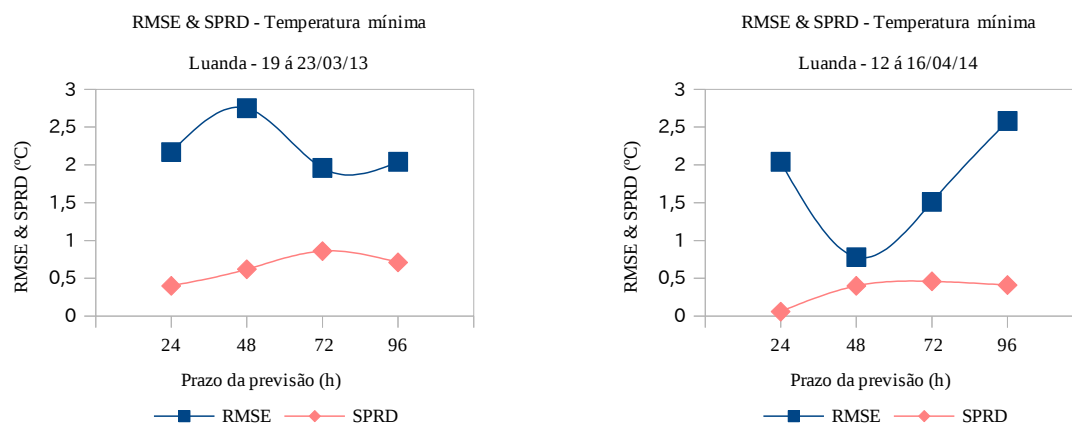 RMSE & SPRD - Temperatura mínima
Luanda - 19 á 23/03/13
3
2,5
2
1,5
1
0,5
0
RMSE & SPRD (ºC)
24 48 72 96
Prazo da previsão (h)
RMSE SPRD
RMSE & SPRD - Temperatura mínima
Luanda - 12 á 16/04/14
3
2,5
2
1,5
1
0,5
0
RMSE & SPRD (ºC)
24 48 72 96
Prazo da previsão (h)
RMSE SPRD